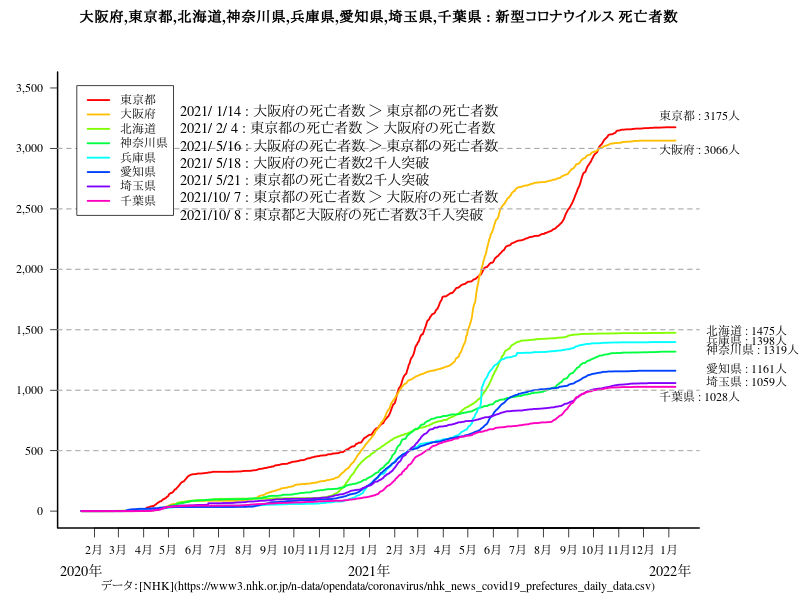 大阪府,東京都,北海道,神奈川県,兵庫県,愛知県,埼玉県,千葉県 : 新型コロナウイルス 死亡者数
3,500
3,000
2,500
2,000
1,500
1,000
500
0
東京都
大阪府
北海道
神奈川県
兵庫県
愛知県
埼玉県
千葉県
2021/ 1/14 : 大阪府の死亡者数 ＞ 東京都の死亡者数
2021/ 2/ 4 : 東京都の死亡者数 ＞ 大阪府の死亡者数
2021/ 5/16 : 大阪府の死亡者数 ＞ 東京都の死亡者数
2021/ 5/18 : 大阪府の死亡者数2千人突破
2021/ 5/21 : 東京都の死亡者数2千人突破
2021/10/ 7 : 東京都の死亡者数 ＞ 大阪府の死亡者数
2021/10/ 8 : 東京都と大阪府の死亡者数3千人突破
東京都 : 3175人
大阪府 : 3066人
北海道 : 1475人
兵庫県 : 1398人
神奈川県 : 1319人
愛知県 : 1161人
埼玉県 : 1059人
千葉県 : 1028人
2月 3月 4月 5月 6月 7月 8月 9月 10月 11月 12月 1月 2月 3月 4月 5月 6月 7月 8月 9月 10月 11月 12月 1月
2020年 2021年 2022年
データ：[NHK](https://www3.nhk.or.jp/n-data/opendata/coronavirus/nhk_news_covid19_prefectures_daily_data.csv)